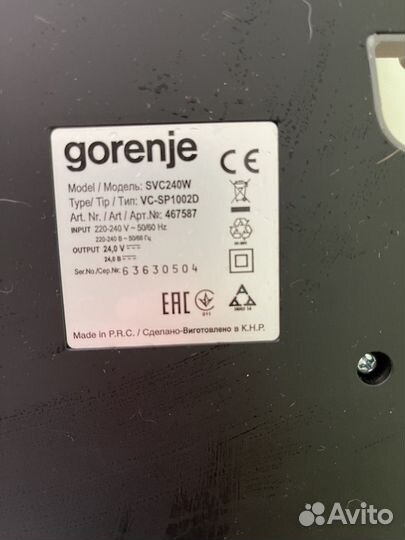 gorenje
Model / Модель: SVC240W
Type/ Tip / Тип: VC-SP1002D
Art. Nr./ Art / Арт.№: 467587
INPUT 220-240 V ~ 50/60 Hz
220-240 В ~ 50/60 Гц
OUTPUT 24,0 V ⎓
24,0 В ⎓
Ser.No./Сер.№: 63630504
CE
EAC
Made in P.R.C. / Сделано-Виготовлено в К.Н.Р.
Avito